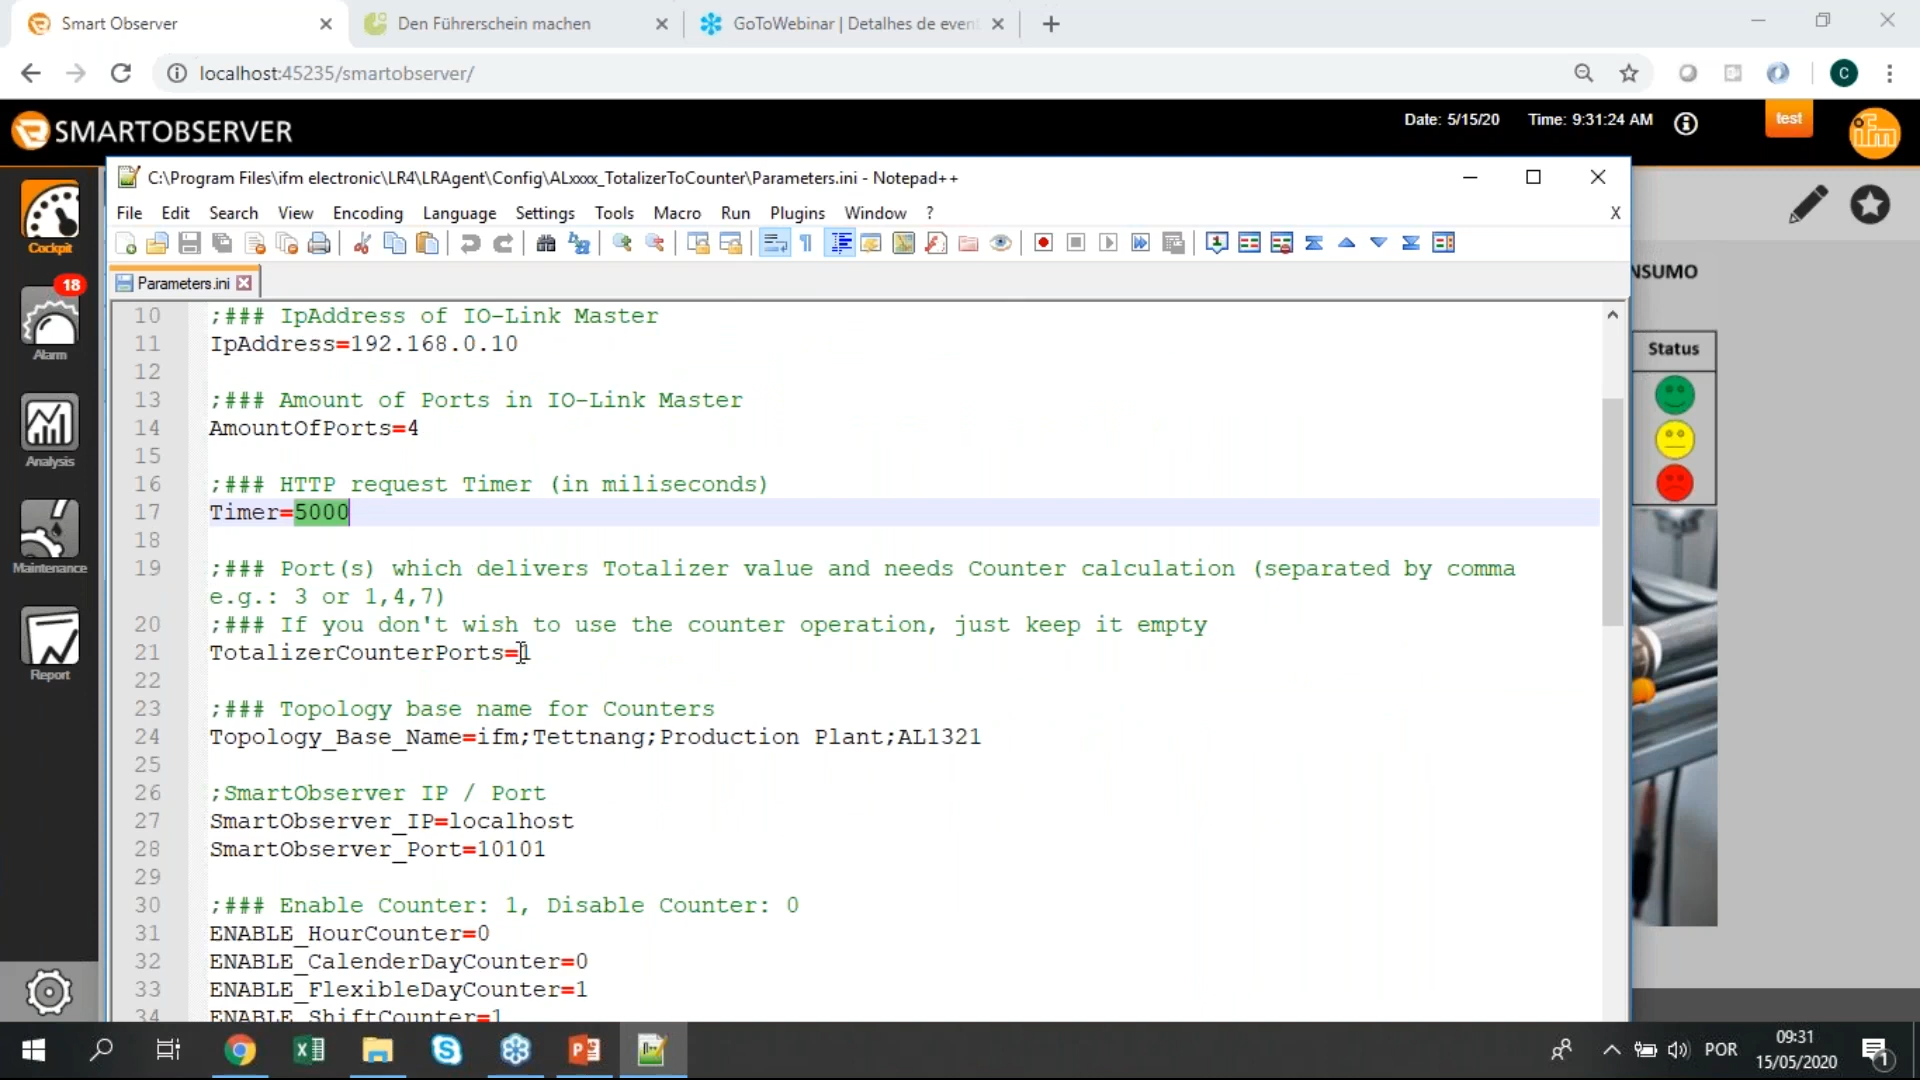 Smart Observer
Den Führerschein machen
GoToWebinar | Detalhes de even
localhost:45235/smartobserver/
C
SMARTOBSERVER
Date: 5/15/20
Time: 9:31:24 AM
test
ifm
C:\Program Files\ifm electronic\LR4\LRAgent\Config\ALxxxx_TotalizerToCounter\Parameters.ini - Notepad++
File Edit Search View Encoding Language Settings Tools Macro Run Plugins Window ?
X
Parameters.ini
Cockpit
18
Alarm
Analysis
Maintenance
Report
NSUMO
Status
10 ;### IpAddress of IO-Link Master
11 IpAddress=192.168.0.10
12
13 ;### Amount of Ports in IO-Link Master
14 AmountOfPorts=4
15
16 ;### HTTP request Timer (in miliseconds)
17 Timer=5000
18
19 ;### Port(s) which delivers Totalizer value and needs Counter calculation (separated by comma
e.g.: 3 or 1,4,7)
20 ;### If you don't wish to use the counter operation, just keep it empty
21 TotalizerCounterPorts=1
22
23 ;### Topology base name for Counters
24 Topology_Base_Name=ifm;Tettnang;Production Plant;AL1321
25
26 ;SmartObserver IP / Port
27 SmartObserver_IP=localhost
28 SmartObserver_Port=10101
29
30 ;### Enable Counter: 1, Disable Counter: 0
31 ENABLE_HourCounter=0
32 ENABLE_CalenderDayCounter=0
33 ENABLE_FlexibleDayCounter=1
34 ENABLE_ShiftCounter=1
POR
09:31
15/05/2020
1